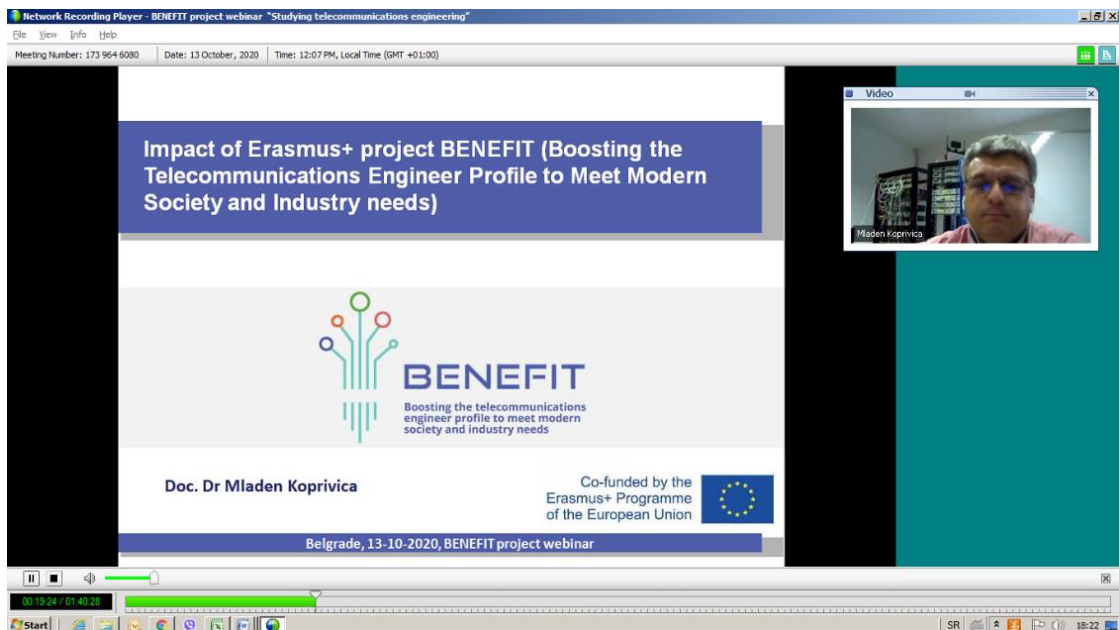 Network Recording Player - BENEFIT project webinar "Studying telecommunications engineering"
File View Info Help
Meeting Number: 173 964 6080 Date: 13 October, 2020 Time: 12:07 PM, Local Time (GMT +01:00)
Video
Mladen Koprivica
Impact of Erasmus+ project BENEFIT (Boosting the
Telecommunications Engineer Profile to Meet Modern
Society and Industry needs)
BENEFIT
Boosting the telecommunications
engineer profile to meet modern
society and industry needs
Doc. Dr Mladen Koprivica
Co-funded by the
Erasmus+ Programme
of the European Union
Belgrade, 13-10-2020, BENEFIT project webinar
00:19:24 / 01:40:28
Start
SR
18:22